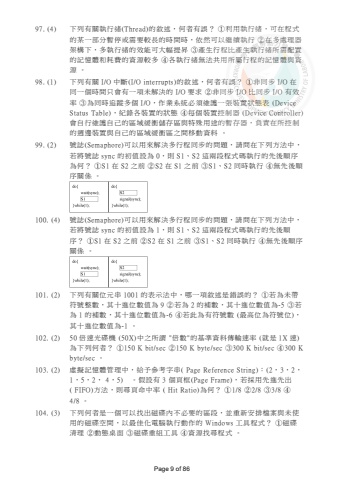 97. (4) 下列有關執行緒(Thread)的敘述，何者有誤？ ①利用執行緒，可在程式
的某一部分暫停或需要較長的時間時，依然可以繼續執行 ②在多處理器
架構下，多執行緒的效能可大幅提昇 ③產生行程比產生執行緒所需配置
的記憶體和耗費的資源較多 ④各執行緒無法共用所屬行程的記憶體與資
源 。
98. (1) 下列有關 I/O 中斷(I/O interrupts)的敘述，何者有誤？ ①非同步 I/O 在
同一個時間只會有一項未解決的 I/O 要求 ②非同步 I/O 比同步 I/O 有效
率 ③為同時追蹤多個 I/O，作業系統必須維護一張裝置狀態表 (Device
Status Table)，紀錄各裝置的狀態 ④每個裝置控制器 (Device Controller)
會自行維護自己的區域緩衝儲存區與特殊用途的暫存器，負責在所控制
的週邊裝置與自己的區域緩衝區之間移動資料 。
99. (2) 號誌(Semaphore)可以用來解決多行程同步的問題，請問在下列方法中，
若將號誌 sync 的初值設為 0，則 S1、S2 這兩段程式碼執行的先後順序
為何？ ①S1 在 S2 之前 ②S2 在 S1 之前 ③S1、S2 同時執行 ④無先後順
序關係 。
do{ do{
wait(sync); S2
S1 signal(sync);
}while(1); }while(1);
100. (4) 號誌(Semaphore)可以用來解決多行程同步的問題，請問在下列方法中，
若將號誌 sync 的初值設為 1，則 S1、S2 這兩段程式碼執行的先後順
序？ ①S1 在 S2 之前 ②S2 在 S1 之前 ③S1、S2 同時執行 ④無先後順序
關係 。
do{ do{
wait(sync); S2
S1 signal(sync);
}while(1); }while(1);
101. (2) 下列有關位元串 1001 的表示法中，哪一項敘述是錯誤的？ ①若為未帶
符號整數，其十進位數值為 9 ②若為 2 的補數，其十進位數值為-5 ③若
為 1 的補數，其十進位數值為-6 ④若此為有符號數 (最高位為符號位)，
其十進位數值為-1 。
102. (2) 50 倍速光碟機 (50X)中之所謂 "倍數"的基準資料傳輸速率 (就是 1X 速)
為下列何者？ ①150 K bit/sec ②150 K byte/sec ③300 K bit/sec ④300 K
byte/sec 。
103. (2) 虛擬記憶體管理中，給予參考字串( Page Reference String)：(2，3，2，
1，5，2， 4，5) 。假設有 3 個頁框(Page Frame)，若採用先進先出
( FIFO)方法，則尋頁命中率 ( Hit Ratio)為何？ ①1/8 ②2/8 ③3/8 ④
4/8 。
104. (3) 下列何者是一個可以找出磁碟內不必要的區段，並重新安排檔案與未使
用的磁碟空間，以最佳化電腦執行動作的 Windows 工具程式？ ①磁碟
清理 ②動態桌面 ③磁碟重組工具 ④資源找尋程式 。
Page 9 of 86